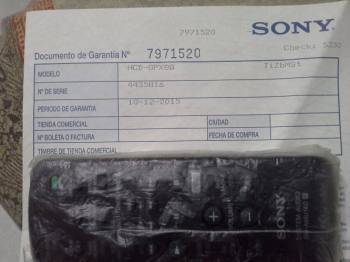 7971520
SONY
Documento de Garantía Nº 7971520
MODELO HCD-GPX88
Nº DE SERIE 4435816
PERIODO DE GARANTIA 10-12-2015
TIENDA COMERCIAL CIUDAD
Nº BOLETA O FACTURA FECHA DE COMPRA
TIMBRE DE TIENDA COMERCIAL
SONY